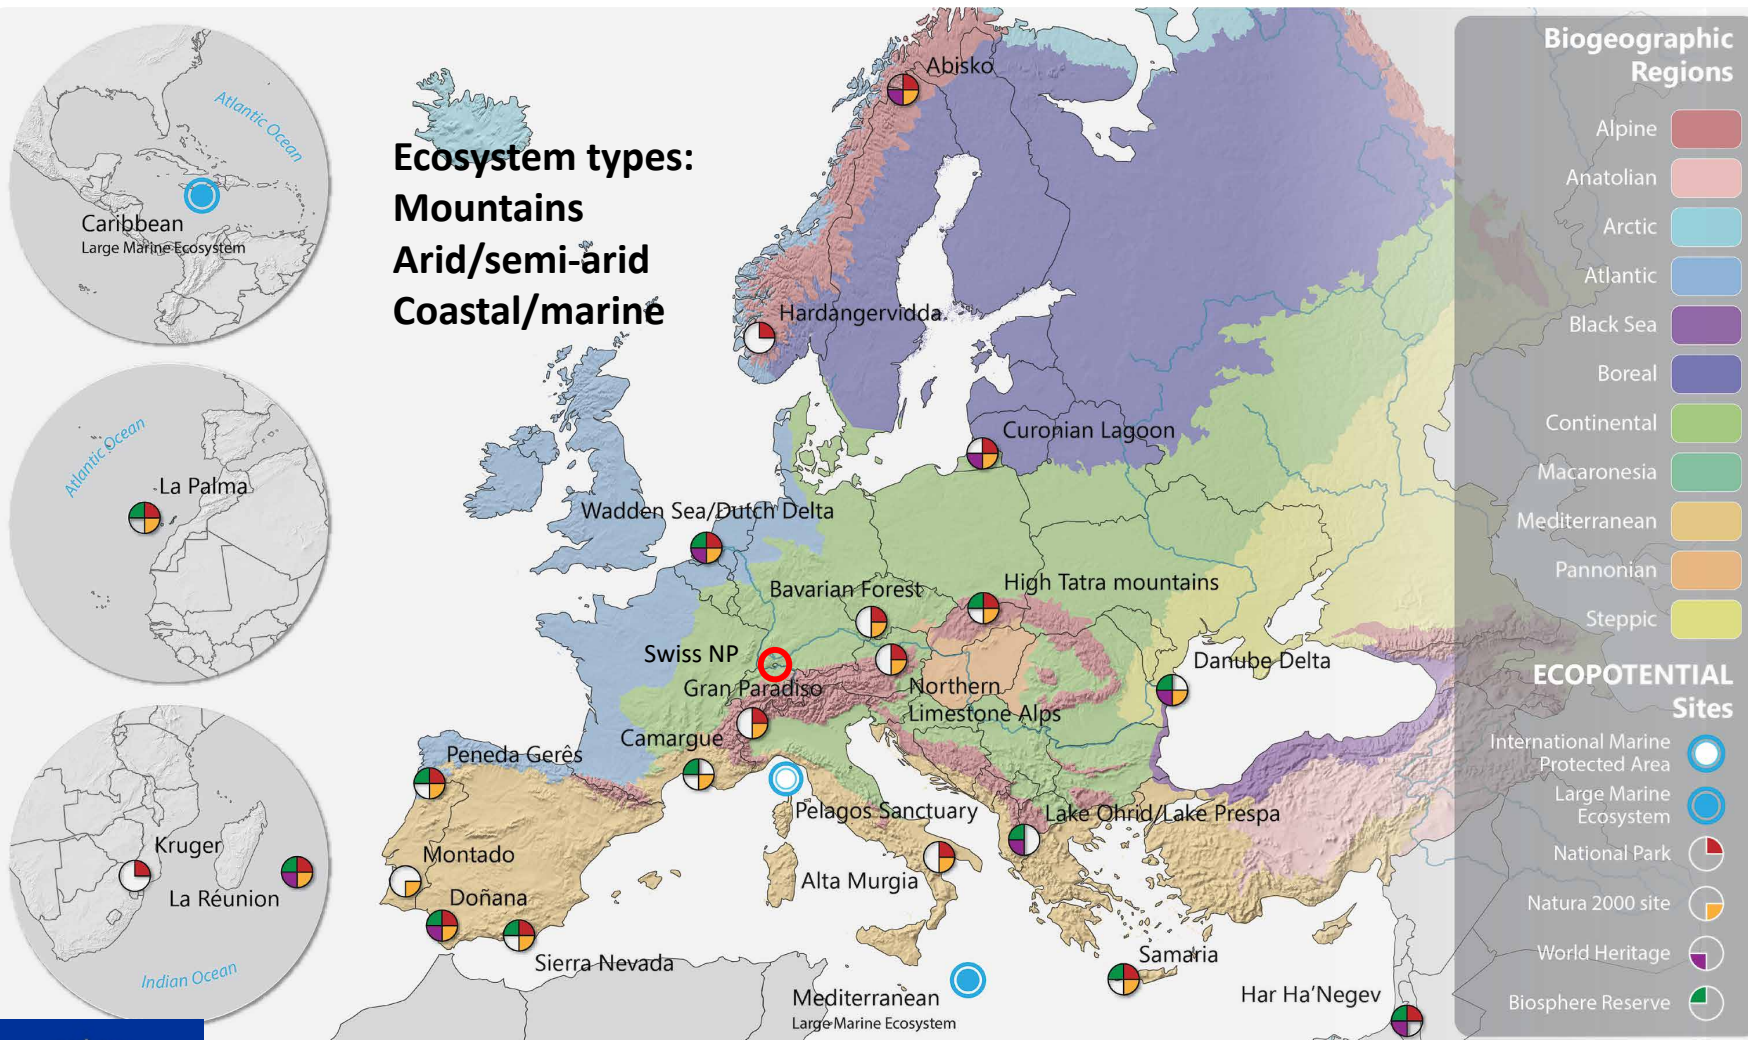 Atlantic Ocean
Caribbean
Large Marine Ecosystem
Atlantic Ocean
La Palma
Kruger
La Réunion
Indian Ocean
Ecosystem types:
Mountains
Arid/semi-arid
Coastal/marine
Abisko
Hardangervidda
Curonian Lagoon
Wadden Sea/Dutch Delta
Bavarian Forest
High Tatra mountains
Swiss NP
Gran Paradiso
Northern
Limestone Alps
Danube Delta
Camargue
Peneda Gerês
Pelagos Sanctuary
Lake Ohrid/Lake Prespa
Montado
Alta Murgia
Doñana
Sierra Nevada
Samaria
Mediterranean
Large Marine Ecosystem
Har Ha'Negev
Biogeographic
Regions
Alpine
Anatolian
Arctic
Atlantic
Black Sea
Boreal
Continental
Macaronesia
Mediterranean
Pannonian
Steppic
ECOPOTENTIAL
Sites
International Marine
Protected Area
Large Marine
Ecosystem
National Park
Natura 2000 site
World Heritage
Biosphere Reserve